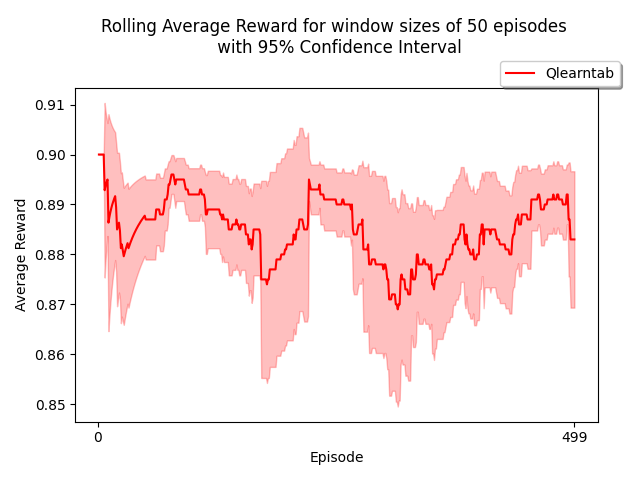 Rolling Average Reward for window sizes of 50 episodes
with 95% Confidence Interval
Qlearntab
0.91
0.90
0.89
0.88
0.87
0.86
0.85
Average Reward
0
499
Episode